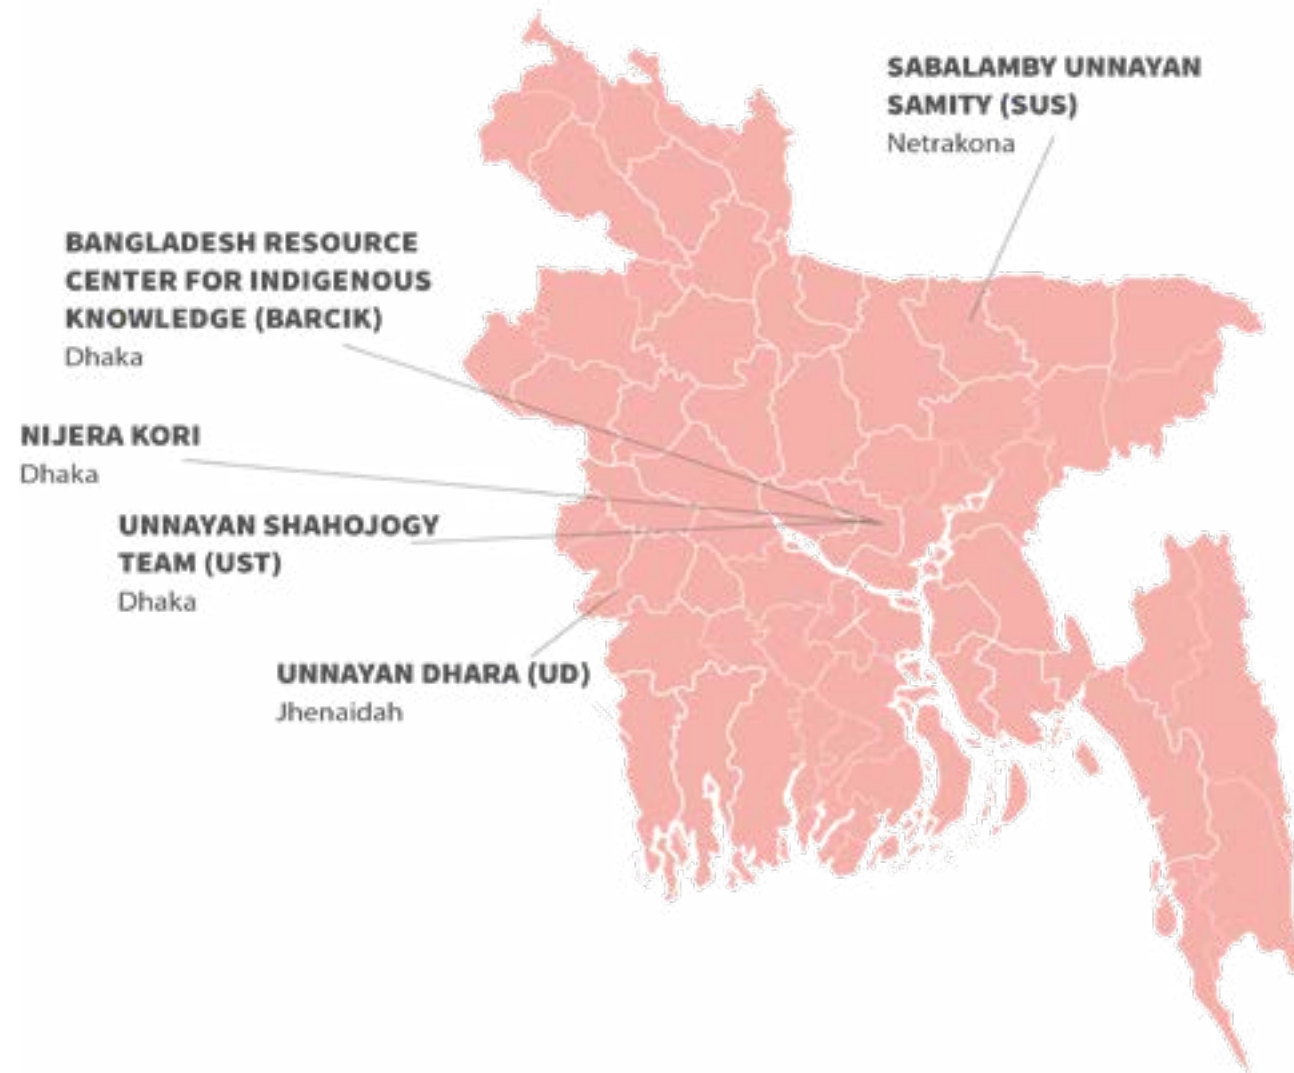 SABALAMBY UNNAYAN
SAMITY (SUS)
Netrakona
BANGLADESH RESOURCE
CENTER FOR INDIGENOUS
KNOWLEDGE (BARCIK)
Dhaka
NIJERA KORI
Dhaka
UNNAYAN SHAHOJOGY
TEAM (UST)
Dhaka
UNNAYAN DHARA (UD)
Jhenaidah